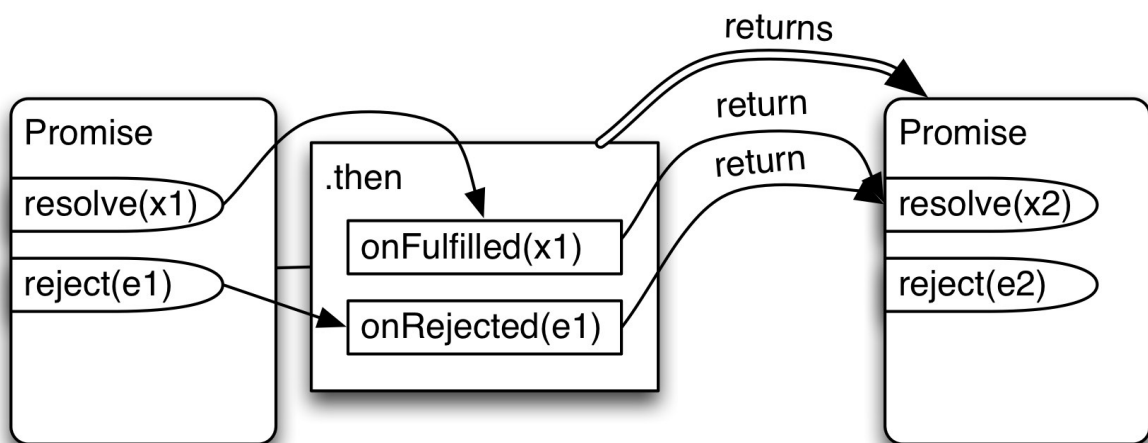 Promise
resolve(x1)
reject(e1)
.then
onFulfilled(x1)
onRejected(e1)
returns
return
return
Promise
resolve(x2)
reject(e2)